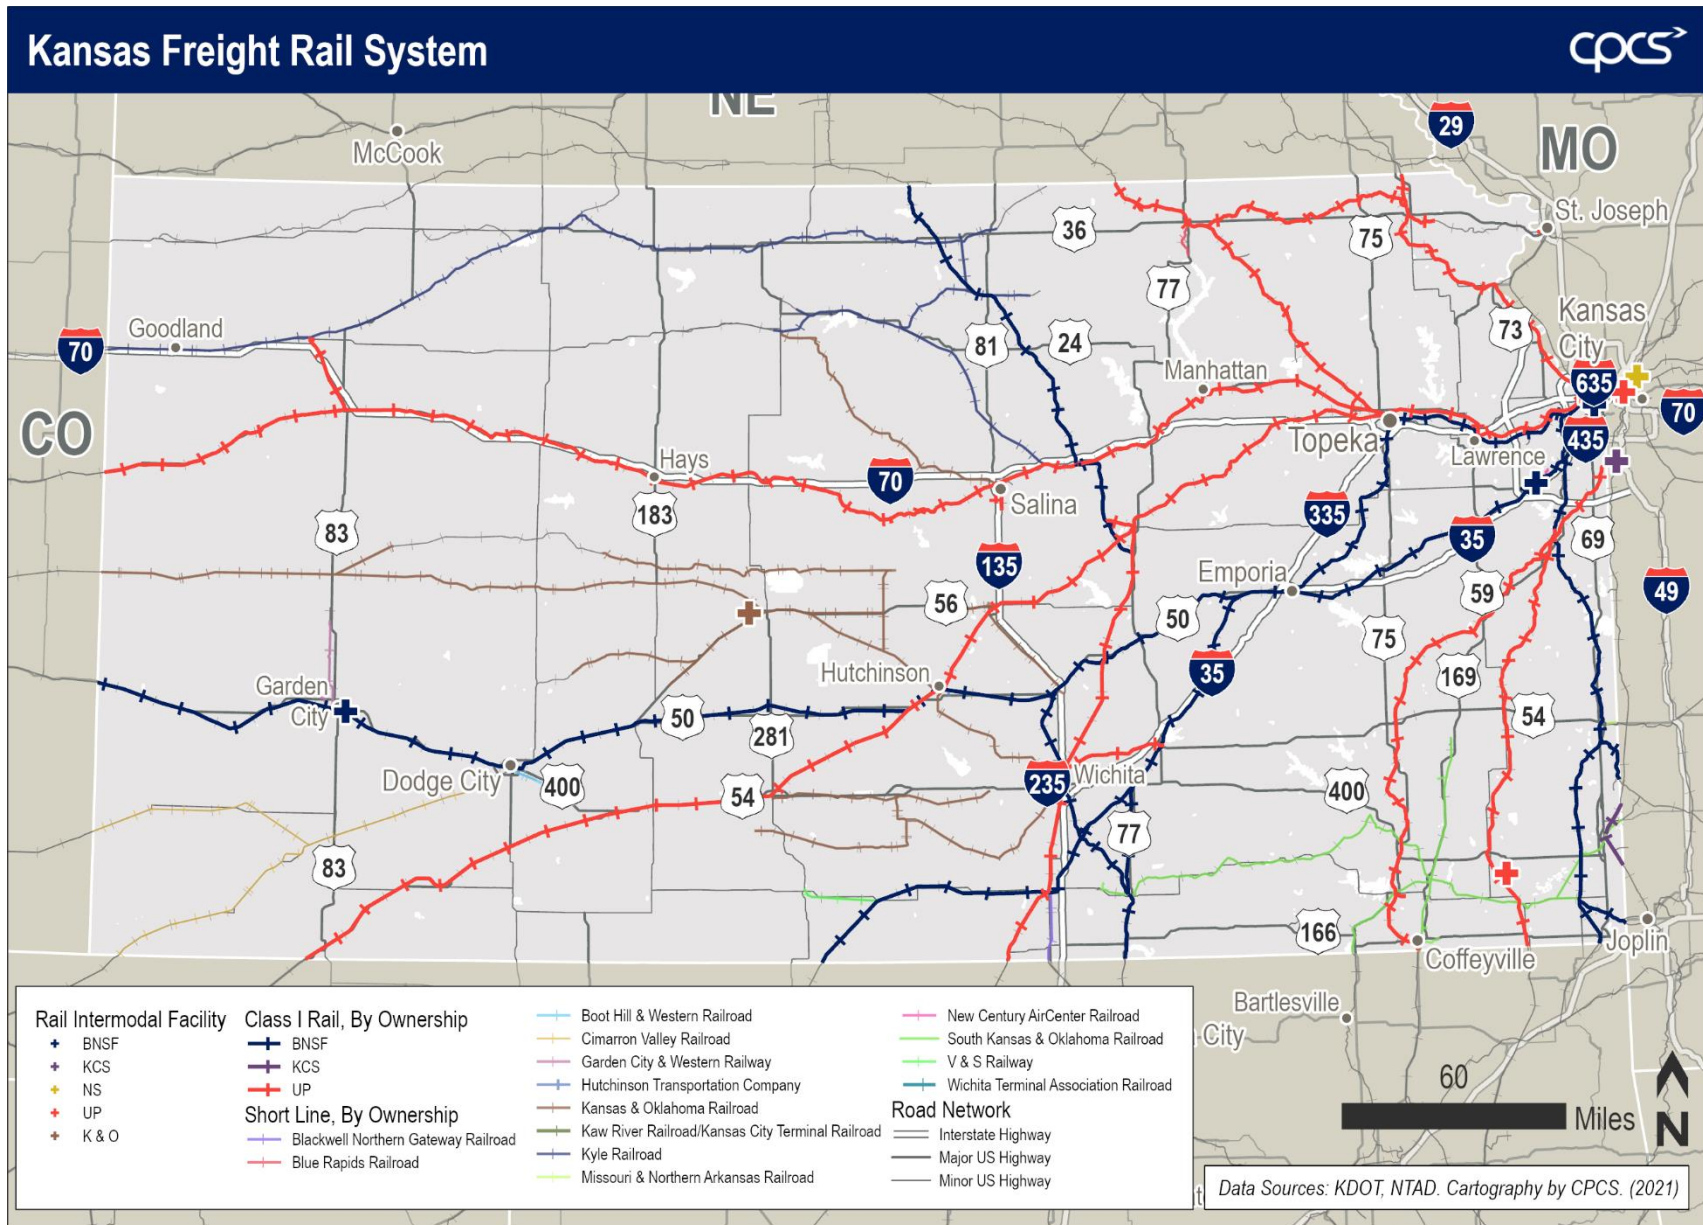 Kansas Freight Rail System
cpcs
NE
MO
CO
McCook
29
St. Joseph
36
75
77
73
Kansas
City
Goodland
70
81
24
Manhattan
635
70
435
Topeka
Lawrence
Hays
70
Salina
183
83
335
35
69
135
Emporia
56
50
59
49
75
35
169
Hutchinson
Garden
City
50
281
54
Dodge City
400
54
235
Wichita
400
77
83
166
Coffeyville
Joplin
Bartlesville
City
60
Miles
N
Rail Intermodal Facility
BNSF
KCS
NS
UP
K & O
Class I Rail, By Ownership
BNSF
KCS
UP
Short Line, By Ownership
Blackwell Northern Gateway Railroad
Blue Rapids Railroad
Boot Hill & Western Railroad
Cimarron Valley Railroad
Garden City & Western Railway
Hutchinson Transportation Company
Kansas & Oklahoma Railroad
Kaw River Railroad/Kansas City Terminal Railroad
Kyle Railroad
Missouri & Northern Arkansas Railroad
New Century AirCenter Railroad
South Kansas & Oklahoma Railroad
V & S Railway
Wichita Terminal Association Railroad
Road Network
Interstate Highway
Major US Highway
Minor US Highway
Data Sources: KDOT, NTAD. Cartography by CPCS. (2021)